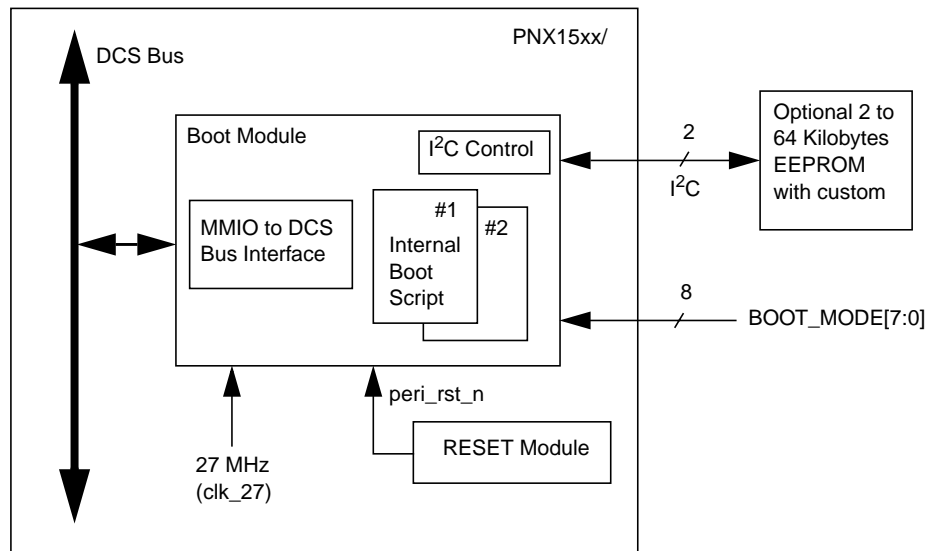 PNX15xx/
DCS Bus
Boot Module
I²C Control
MMIO to DCS
Bus Interface
#1
Internal
Boot
Script
#2
2
I²C
Optional 2 to
64 Kilobytes
EEPROM
with custom
8
BOOT_MODE[7:0]
peri_rst_n
RESET Module
27 MHz
(clk_27)